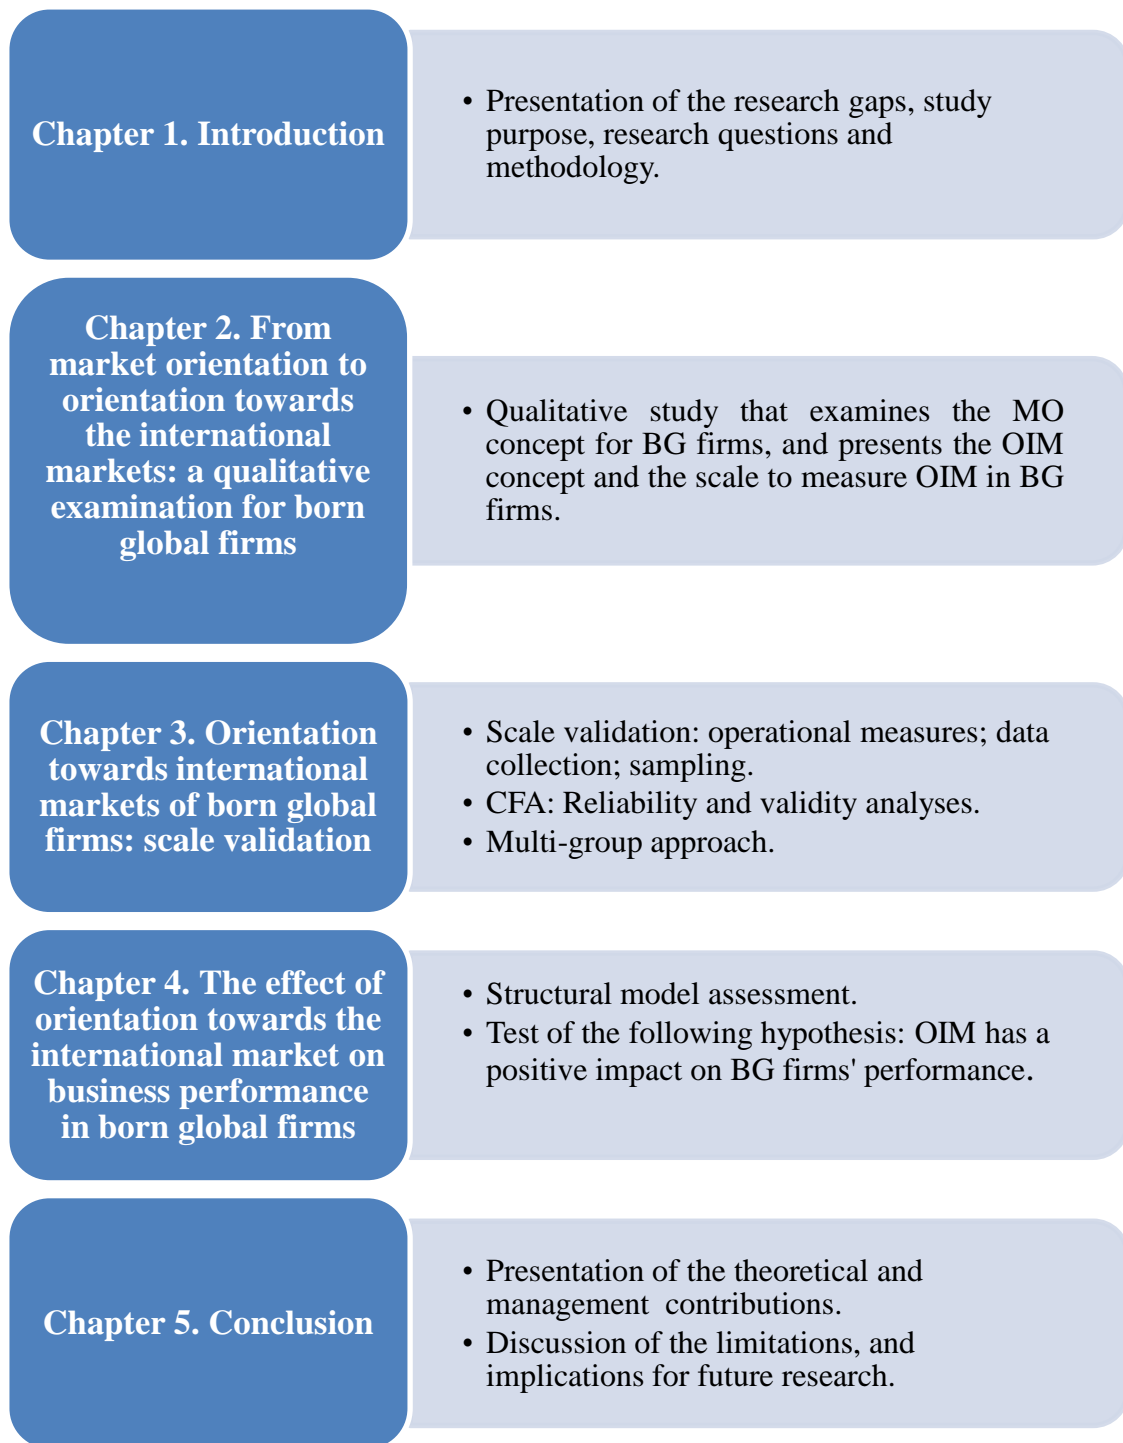 Chapter 1. Introduction
• Presentation of the research gaps, study
purpose, research questions and
methodology.
Chapter 2. From
market orientation to
orientation towards
the international
markets: a qualitative
examination for born
global firms
• Qualitative study that examines the MO
concept for BG firms, and presents the OIM
concept and the scale to measure OIM in BG
firms.
Chapter 3. Orientation
towards international
markets of born global
firms: scale validation
• Scale validation: operational measures; data
collection; sampling.
• CFA: Reliability and validity analyses.
• Multi-group approach.
Chapter 4. The effect of
orientation towards the
international market on
business performance
in born global firms
• Structural model assessment.
• Test of the following hypothesis: OIM has a
positive impact on BG firms' performance.
Chapter 5. Conclusion
• Presentation of the theoretical and
management contributions.
• Discussion of the limitations, and
implications for future research.